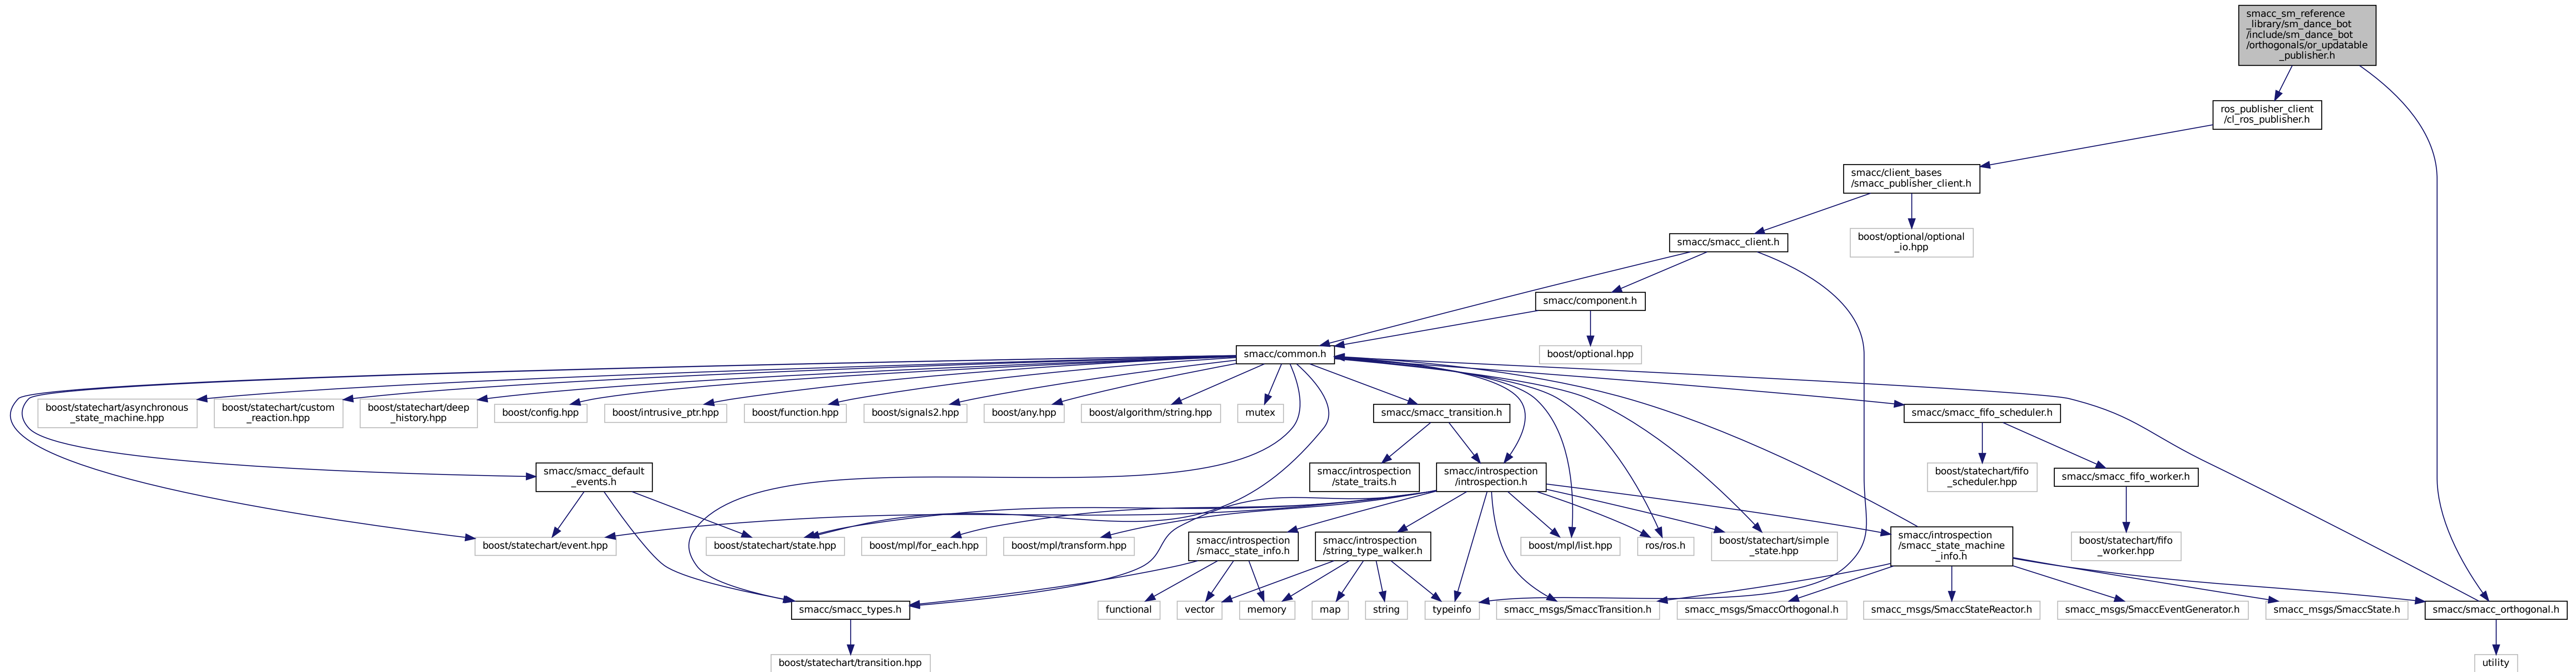 smacc_sm_reference
_library/sm_dance_bot
/include/sm_dance_bot
/orthogonals/or_updatable
_publisher.h
ros_publisher_client
/cl_ros_publisher.h
smacc/client_bases
/smacc_publisher_client.h
smacc/smacc_client.h
boost/optional/optional
_io.hpp
smacc/component.h
smacc/common.h
boost/optional.hpp
boost/statechart/asynchronous
_state_machine.hpp
boost/statechart/custom
_reaction.hpp
boost/statechart/deep
_history.hpp
boost/config.hpp
boost/intrusive_ptr.hpp
boost/function.hpp
boost/signals2.hpp
boost/any.hpp
boost/algorithm/string.hpp
mutex
smacc/smacc_transition.h
smacc/smacc_fifo_scheduler.h
smacc/smacc_default
_events.h
smacc/introspection
/state_traits.h
smacc/introspection
/introspection.h
boost/statechart/fifo
_scheduler.hpp
smacc/smacc_fifo_worker.h
boost/statechart/event.hpp
boost/statechart/state.hpp
boost/mpl/for_each.hpp
boost/mpl/transform.hpp
smacc/introspection
/smacc_state_info.h
smacc/introspection
/string_type_walker.h
boost/mpl/list.hpp
ros/ros.h
boost/statechart/simple
_state.hpp
smacc/introspection
/smacc_state_machine
_info.h
boost/statechart/fifo
_worker.hpp
smacc/smacc_types.h
functional
vector
memory
map
string
typeinfo
smacc_msgs/SmaccTransition.h
smacc_msgs/SmaccOrthogonal.h
smacc_msgs/SmaccStateReactor.h
smacc_msgs/SmaccEventGenerator.h
smacc_msgs/SmaccState.h
smacc/smacc_orthogonal.h
boost/statechart/transition.hpp
utility